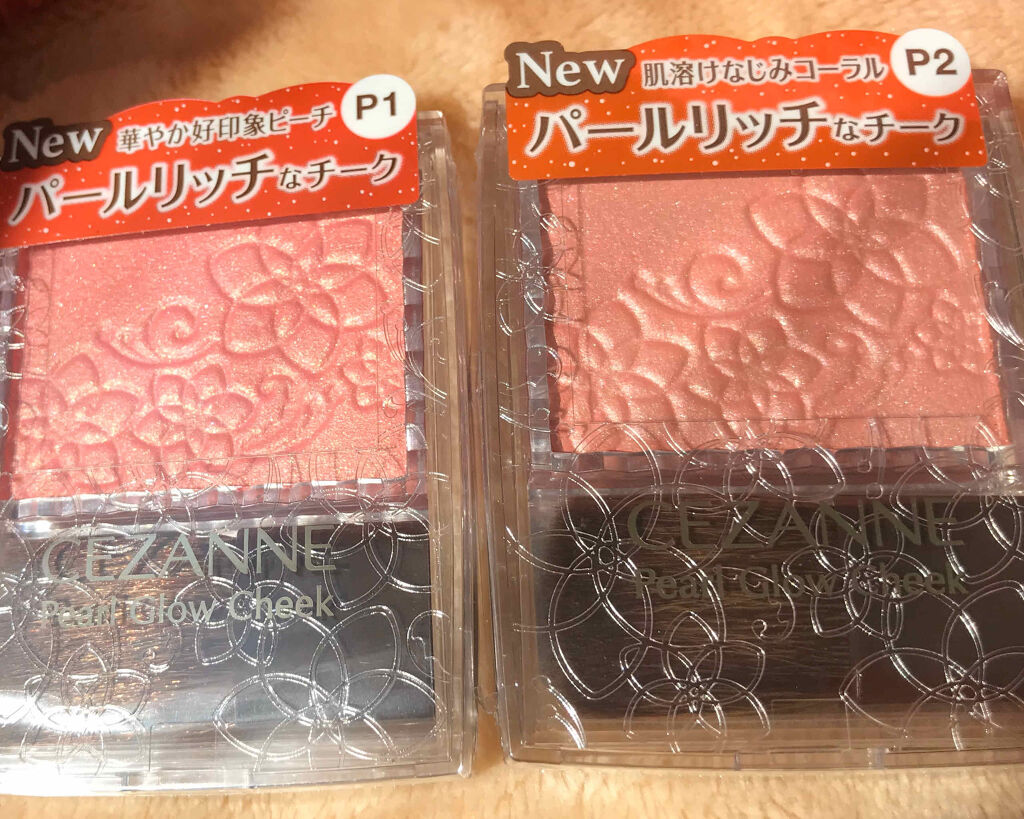 New
華やか好印象ピーチ
P1
パールリッチなチーク
CEZANNE
Pearl Glow Cheek
New
肌溶けなじみコーラル
P2
パールリッチなチーク
CEZANNE
Pearl Glow Cheek